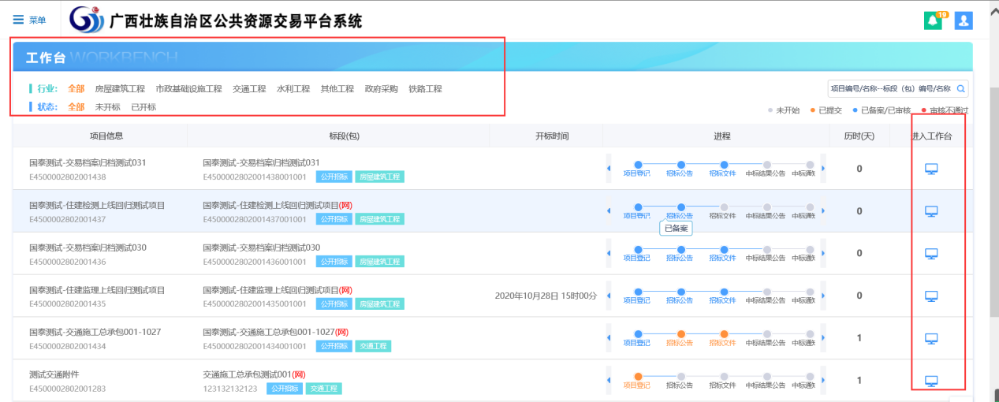 菜单
广西壮族自治区公共资源交易平台系统
19
工作台 WORKBENCH
行业: 全部 房屋建筑工程 市政基础设施工程 交通工程 水利工程 其他工程 政府采购 铁路工程
项目编号/名称--标段（包）编号/名称
状态: 全部 未开标 已开标
未开始 已提交 已备案/已审核 审核不通过
项目信息 标段(包) 开标时间 进程 历时(天) 进入工作台
国泰测试-交易档案归档测试031 国泰测试-交易档案归档测试031
E4500002802001438 E4500002802001438001001 公开招标 房屋建筑工程
项目登记 招标公告 招标文件 中标结果公告 中标通知 0
国泰测试-住建检测上线回归测试项目 国泰测试-住建检测上线回归测试项目(网)
E4500002802001437 E4500002802001437001001 公开招标 房屋建筑工程
项目登记 招标公告 招标文件 中标结果公告 中标通知 0
已备案
国泰测试-交易档案归档测试030 国泰测试-交易档案归档测试030
E4500002802001436 E4500002802001436001001 公开招标 房屋建筑工程
项目登记 招标公告 招标文件 中标结果公告 中标通知 0
国泰测试-住建监理上线回归测试项目 国泰测试-住建监理上线回归测试项目(网)
E4500002802001435 E4500002802001435001001 公开招标 房屋建筑工程
2020年10月28日 15时00分
项目登记 招标公告 招标文件 中标结果公告 中标通知 0
国泰测试-交通施工总承包001-1027 国泰测试-交通施工总承包001-1027(网)
E4500002802001434 E4500002802001434001001 公开招标 交通工程
项目登记 招标公告 招标文件 中标结果公告 中标通知 1
测试交通附件 交通施工总承包测试001(网)
E4500002802001283 123132132123 公开招标 交通工程
项目登记 招标公告 招标文件 中标结果公告 中标通知 1